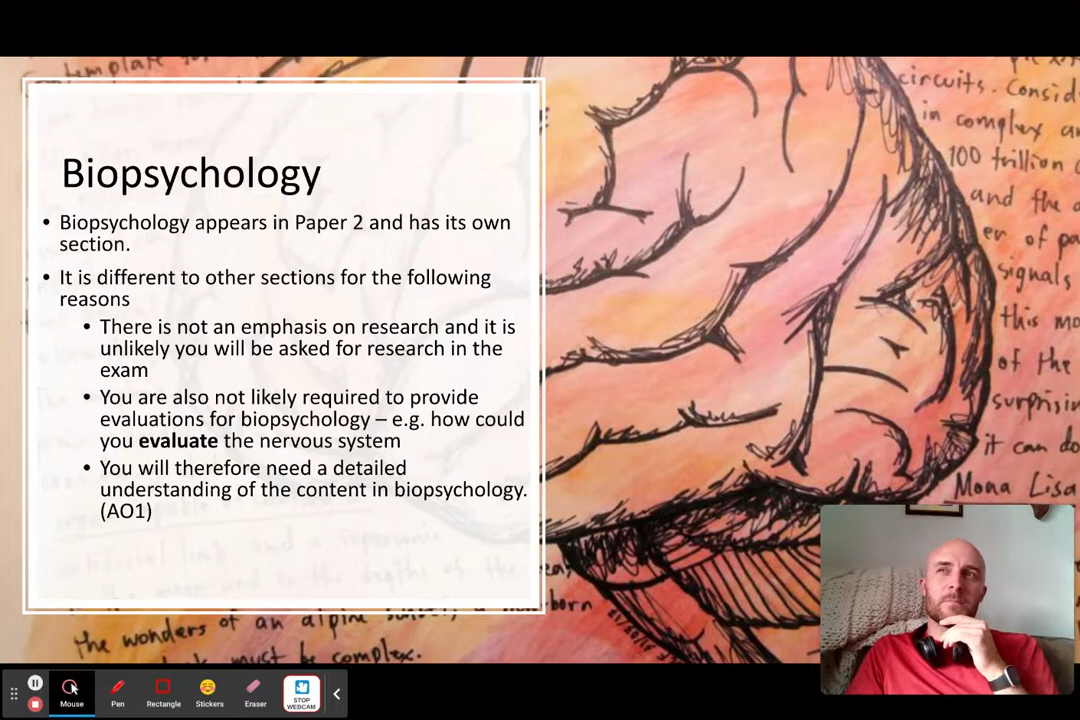 Biopsychology
• Biopsychology appears in Paper 2 and has its own
section.
• It is different to other sections for the following
reasons
• There is not an emphasis on research and it is
unlikely you will be asked for research in the
exam
• You are also not likely required to provide
evaluations for biopsychology – e.g. how could
you evaluate the nervous system
• You will therefore need a detailed
understanding of the content in biopsychology.
(AO1)
circuits. Consid
in complex an
100 trillion
and the
er of pa
signals
this mo
of the
surprisin
it can do
Mona Lisa
the wonders of an alpine
must be complex.
Mouse
Pen
Rectangle
Stickers
Eraser
STOP
WEBCAM